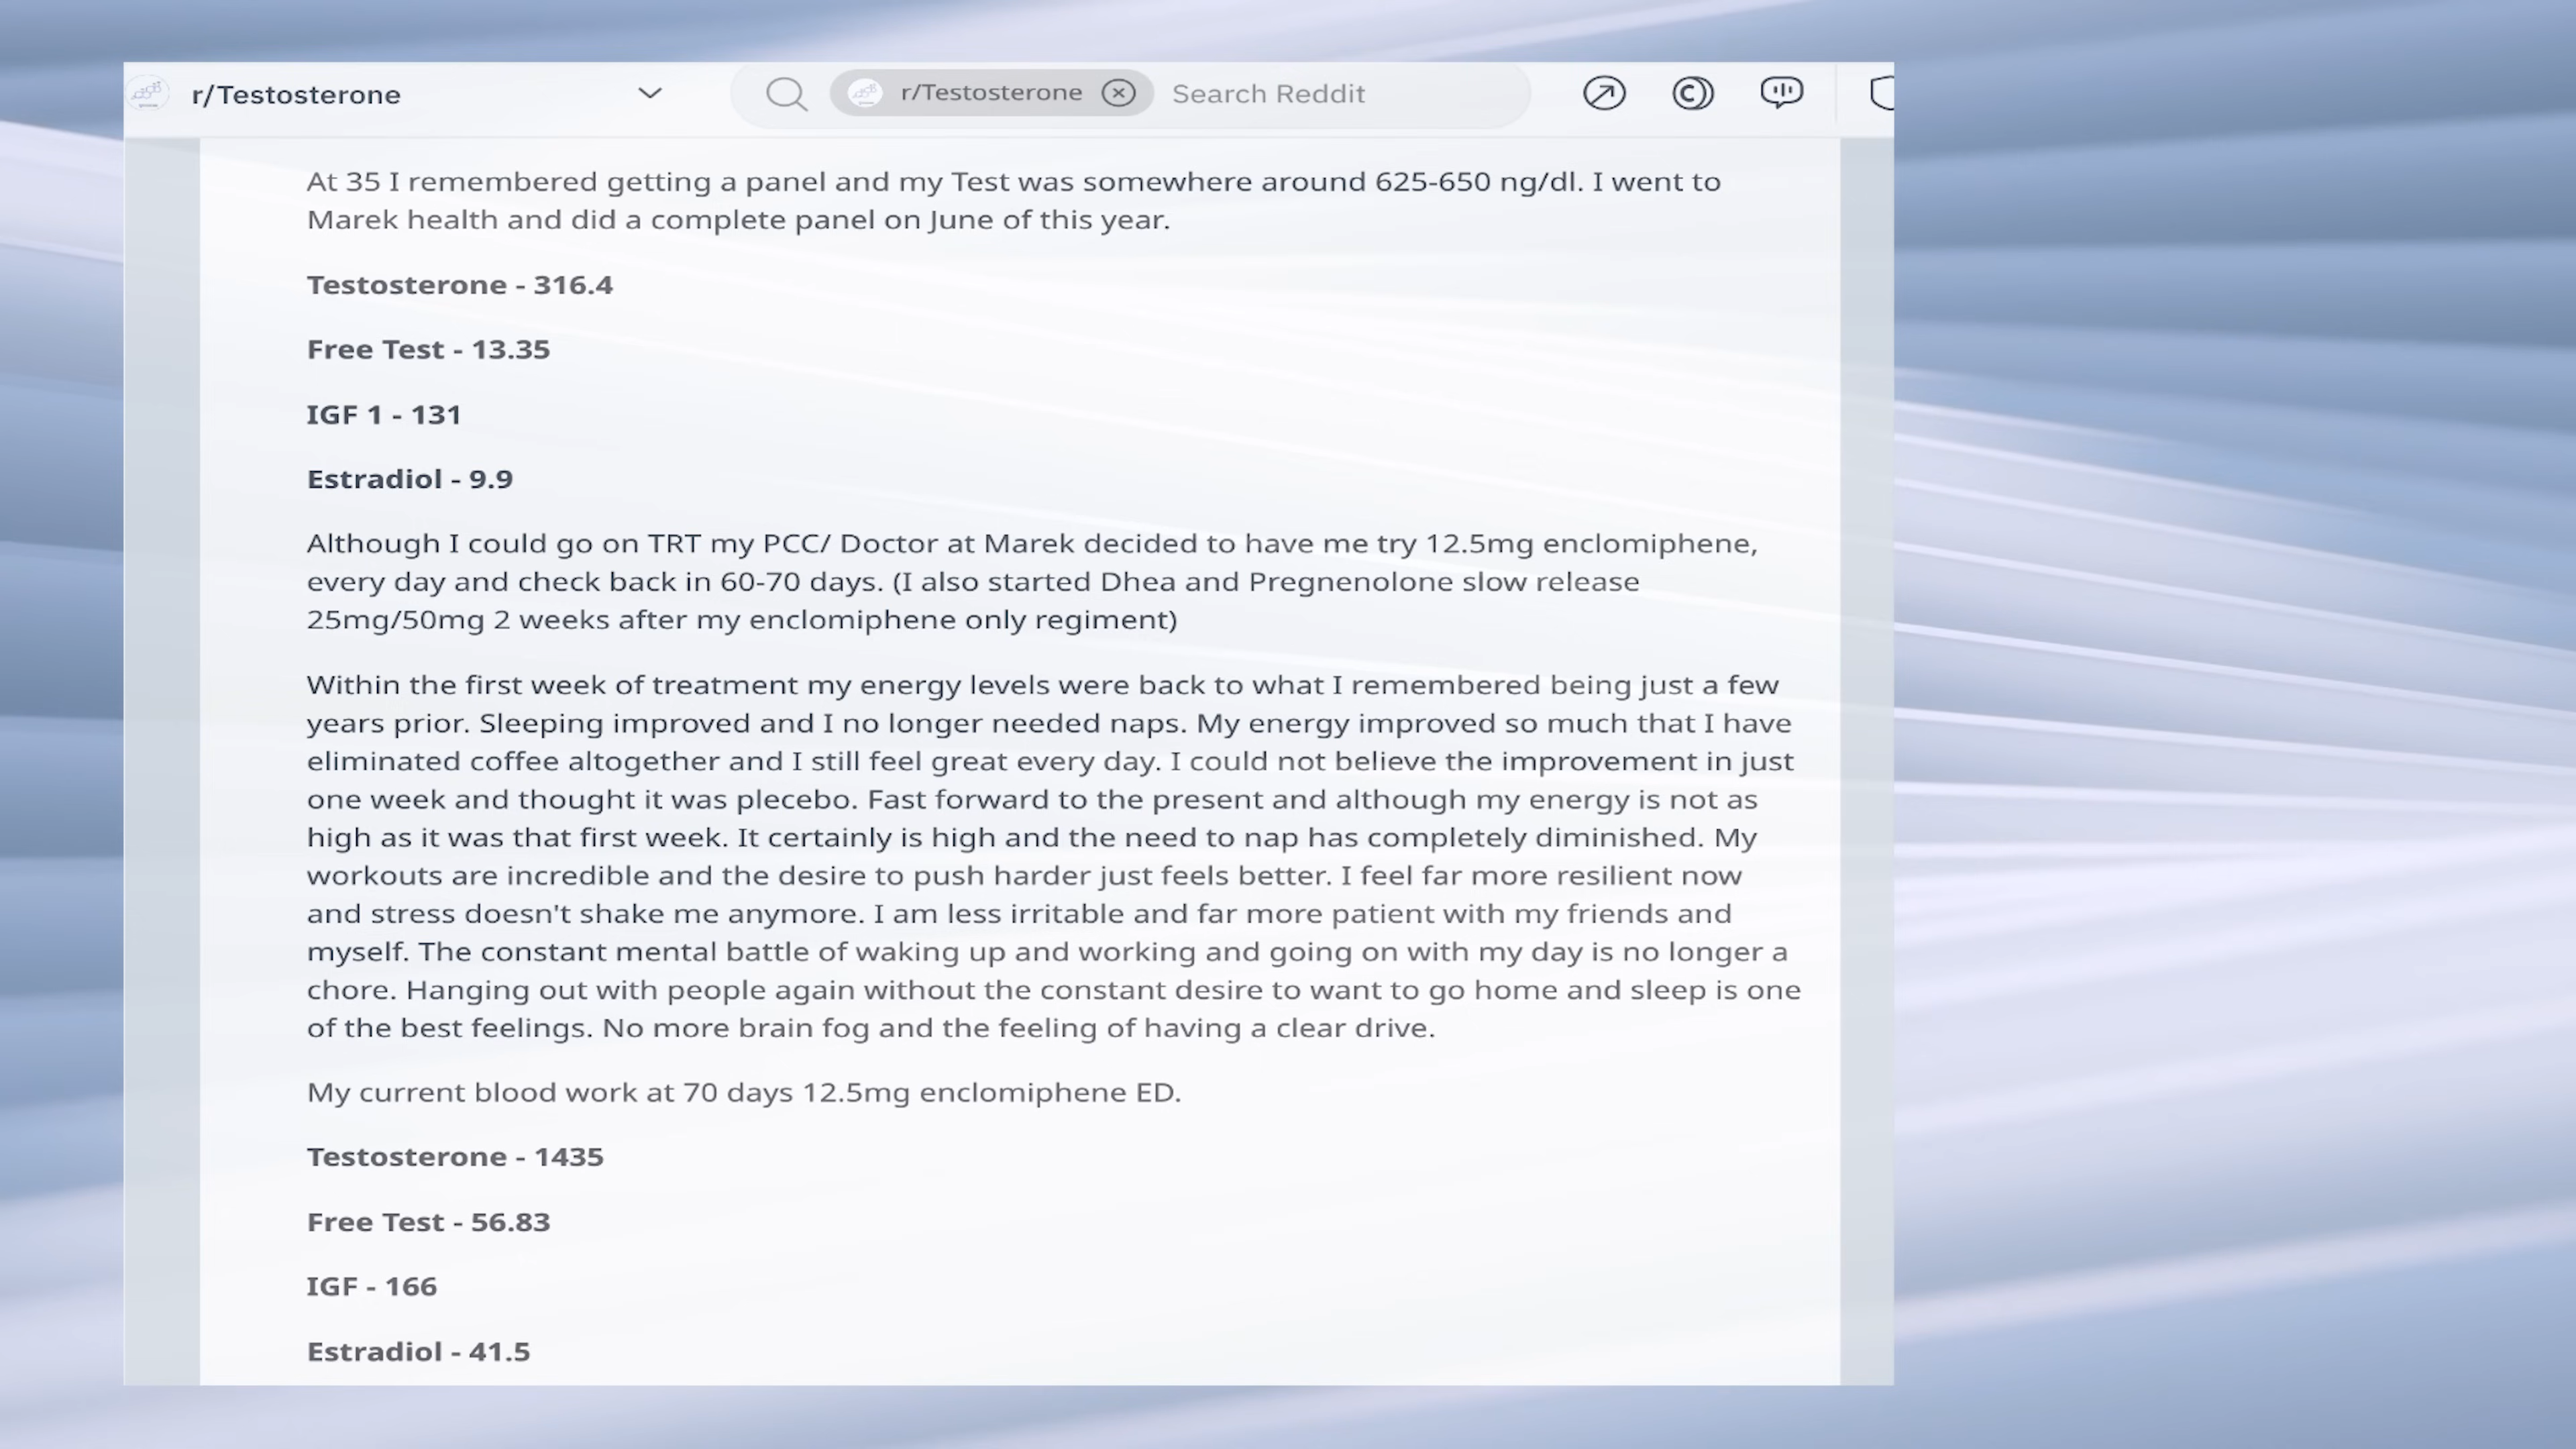 r/Testosterone
r/Testosterone Search Reddit
At 35 I remembered getting a panel and my Test was somewhere around 625-650 ng/dl. I went to
Marek health and did a complete panel on June of this year.
Testosterone - 316.4
Free Test - 13.35
IGF 1 - 131
Estradiol - 9.9
Although I could go on TRT my PCC/ Doctor at Marek decided to have me try 12.5mg enclomiphene,
every day and check back in 60-70 days. (I also started Dhea and Pregnenolone slow release
25mg/50mg 2 weeks after my enclomiphene only regiment)
Within the first week of treatment my energy levels were back to what I remembered being just a few
years prior. Sleeping improved and I no longer needed naps. My energy improved so much that I have
eliminated coffee altogether and I still feel great every day. I could not believe the improvement in just
one week and thought it was plecebo. Fast forward to the present and although my energy is not as
high as it was that first week. It certainly is high and the need to nap has completely diminished. My
workouts are incredible and the desire to push harder just feels better. I feel far more resilient now
and stress doesn't shake me anymore. I am less irritable and far more patient with my friends and
myself. The constant mental battle of waking up and working and going on with my day is no longer a
chore. Hanging out with people again without the constant desire to want to go home and sleep is one
of the best feelings. No more brain fog and the feeling of having a clear drive.
My current blood work at 70 days 12.5mg enclomiphene ED.
Testosterone - 1435
Free Test - 56.83
IGF - 166
Estradiol - 41.5